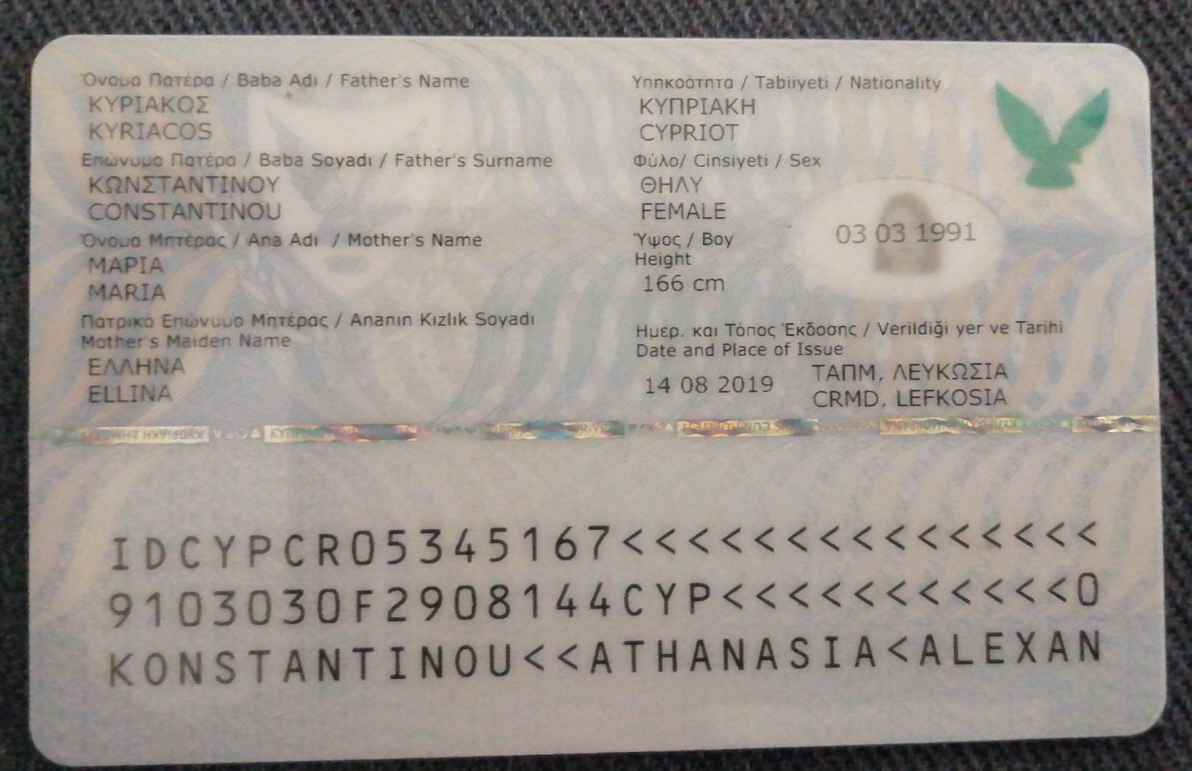 Όνομα Πατέρα / Baba Adı / Father's Name
ΚΥΡΙΑΚΟΣ
KYRIACOS
Επώνυμο Πατέρα / Baba Soyadı / Father's Surname
ΚΩΝΣΤΑΝΤΙΝΟΥ
CONSTANTINOU
Όνομα Μητέρας / Ana Adı / Mother's Name
ΜΑΡΙΑ
MARIA
Πατρικό Επώνυμο Μητέρας / Ananın Kızlık Soyadı
Mother's Maiden Name
ΕΛΛΗΝΑ
ELLINA
Υπηκοότητα / Tabiiyeti / Nationality
ΚΥΠΡΙΑΚΗ
CYPRIOT
Φύλο/ Cinsiyeti / Sex
ΘΗΛΥ
FEMALE
Ύψος / Boy
Height
166 cm
03 03 1991
Ημερ. και Τόπος Έκδοσης / Verildiği yer ve Tarihi
Date and Place of Issue
14 08 2019
ΤΑΠΜ, ΛΕΥΚΩΣΙΑ
CRMD, LEFKOSIA
IDCYPCR05345167<<<<<<<<<<<<<<<
9103030F2908144CYP<<<<<<<<<<<0
KONSTANTINOU<<ATHANASIA<ALEXAN